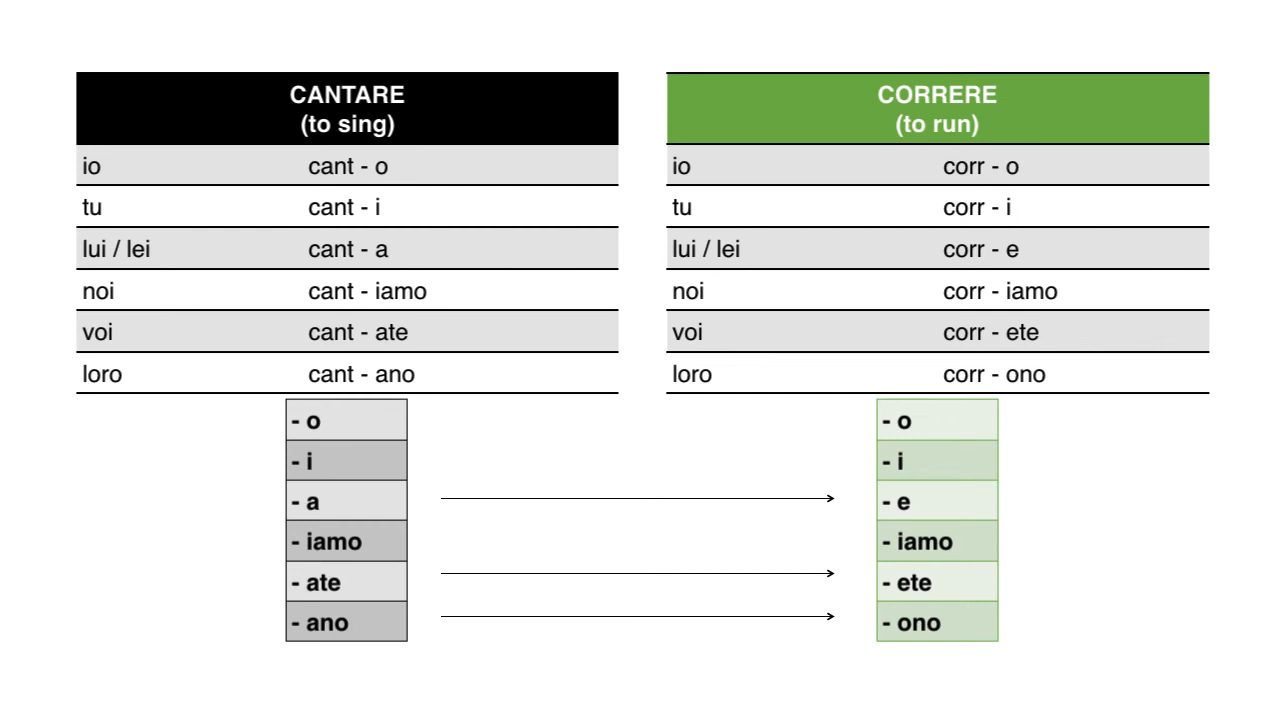 CANTARE
(to sing)
io cant - o
tu cant - i
lui / lei cant - a
noi cant - iamo
voi cant - ate
loro cant - ano
- o
- i
- a
- iamo
- ate
- ano
CORRERE
(to run)
io corr - o
tu corr - i
lui / lei corr - e
noi corr - iamo
voi corr - ete
loro corr - ono
- o
- i
- e
- iamo
- ete
- ono